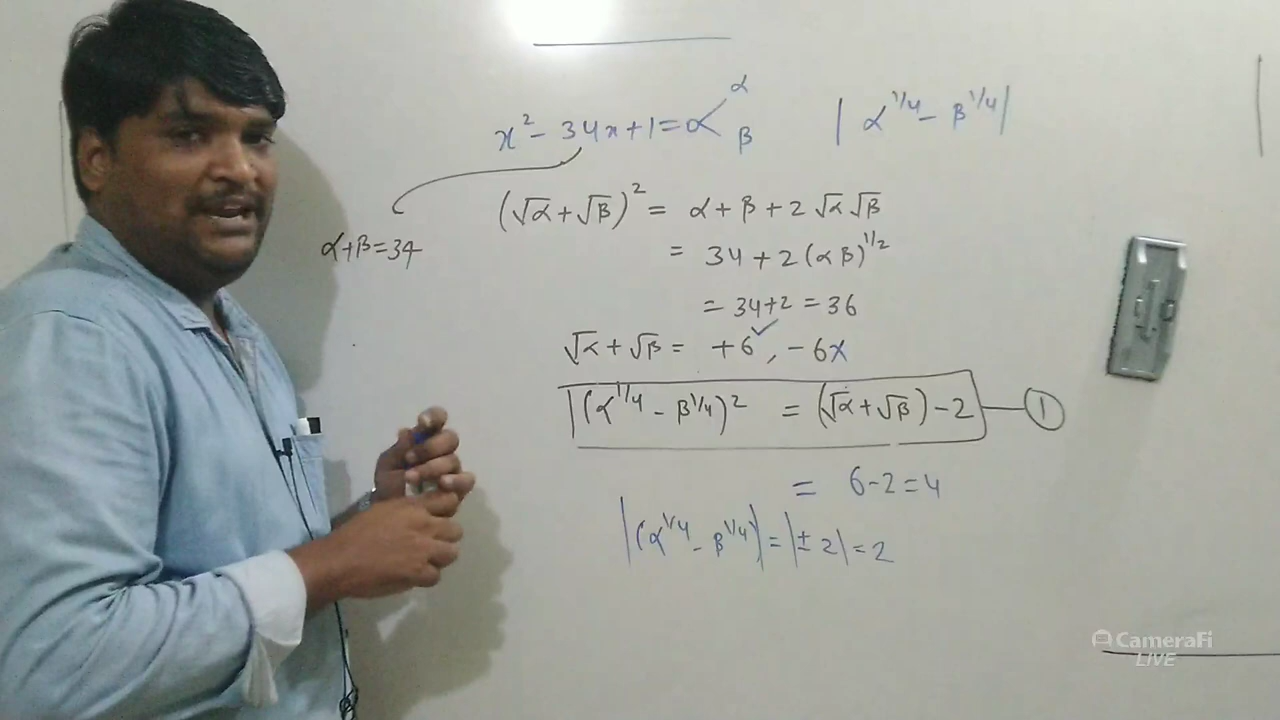 x² - 34x + 1 = α < α β
| α^1/4 - β^1/4 |
(√α + √β)² = α + β + 2√α√β
α+β=34
= 34 + 2(αβ)^1/2
= 34+2 = 36
√α + √β = +6 ✓, -6x
|(α^1/4 - β^1/4)² = (√α + √β) - 2 — ①
= 6-2=4
|(α^1/4 - β^1/4)| = |± 2| = 2
CameraFi
LIVE